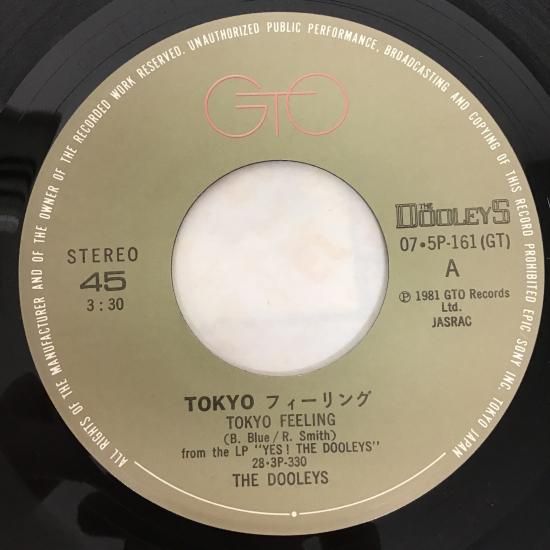 ALL RIGHTS OF THE MANUFACTURER AND OF THE OWNER OF THE RECORDED WORK RESERVED. UNAUTHORIZED PUBLIC PERFORMANCE, BROADCASTING AND COPYING OF THIS RECORD PROHIBITED EPIC, SONY INC. TOKYO JAPAN
GTO
THE DOOLEYS
07・5P-161(GT)
STEREO
45
3:30
A
Ⓟ 1981 GTO Records
Ltd.
JASRAC
TOKYO フィーリング
TOKYO FEELING
(B. Blue/R. Smith)
from the LP "YES! THE DOOLEYS"
28・3P-330
THE DOOLEYS